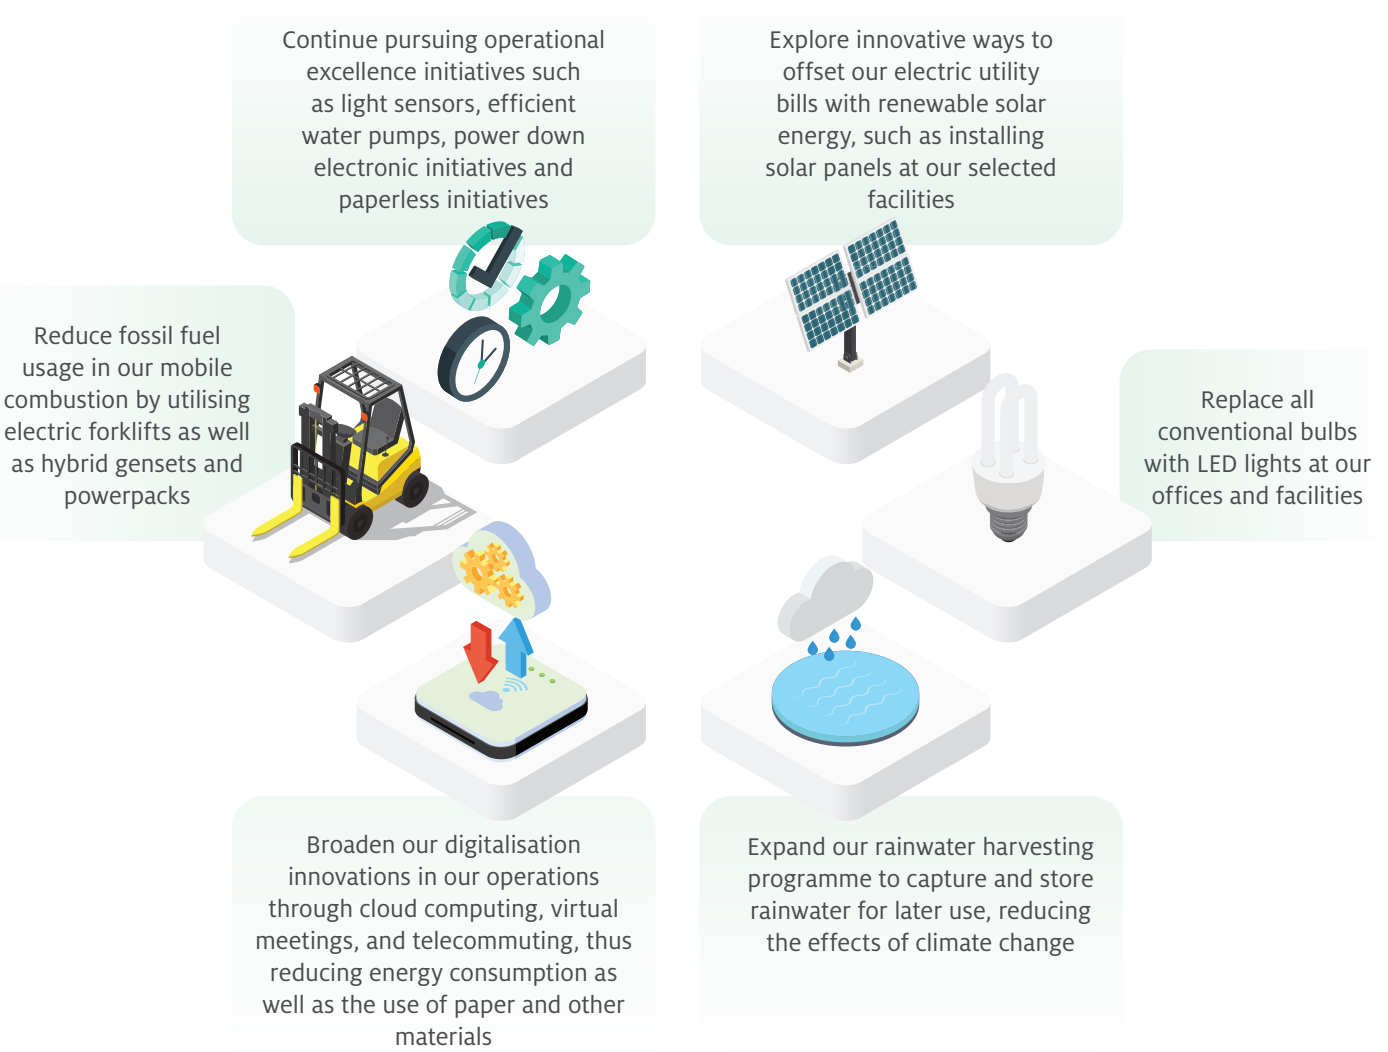 Continue pursuing operational
excellence initiatives such
as light sensors, efficient
water pumps, power down
electronic initiatives and
paperless initiatives
Explore innovative ways to
offset our electric utility
bills with renewable solar
energy, such as installing
solar panels at our selected
facilities
Reduce fossil fuel
usage in our mobile
combustion by utilising
electric forklifts as well
as hybrid gensets and
powerpacks
Replace all
conventional bulbs
with LED lights at our
offices and facilities
Broaden our digitalisation
innovations in our operations
through cloud computing, virtual
meetings, and telecommuting, thus
reducing energy consumption as
well as the use of paper and other
materials
Expand our rainwater harvesting
programme to capture and store
rainwater for later use, reducing
the effects of climate change